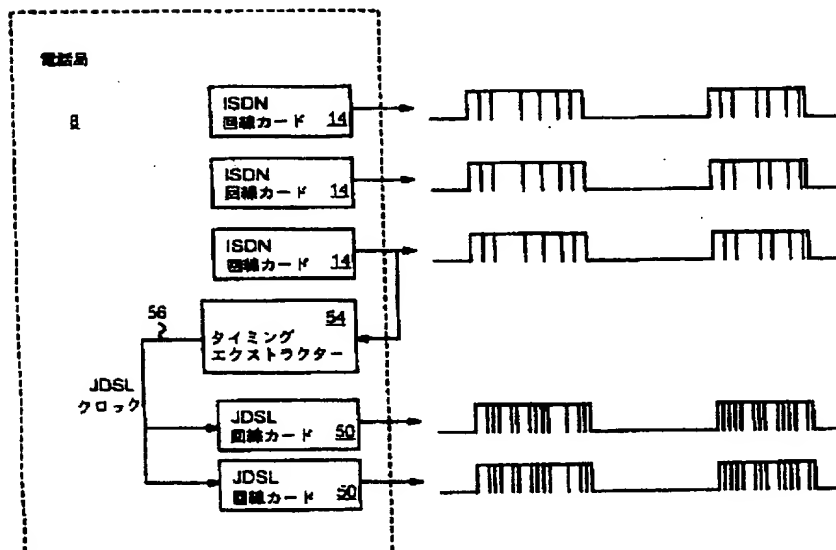 電話局
8
ISDN
回線カード 14
ISDN
回線カード 14
ISDN
回線カード 14
56
54
タイミング
エクストラクター
JDSL
クロック
JDSL
回線カード 50
JDSL
回線カード 50